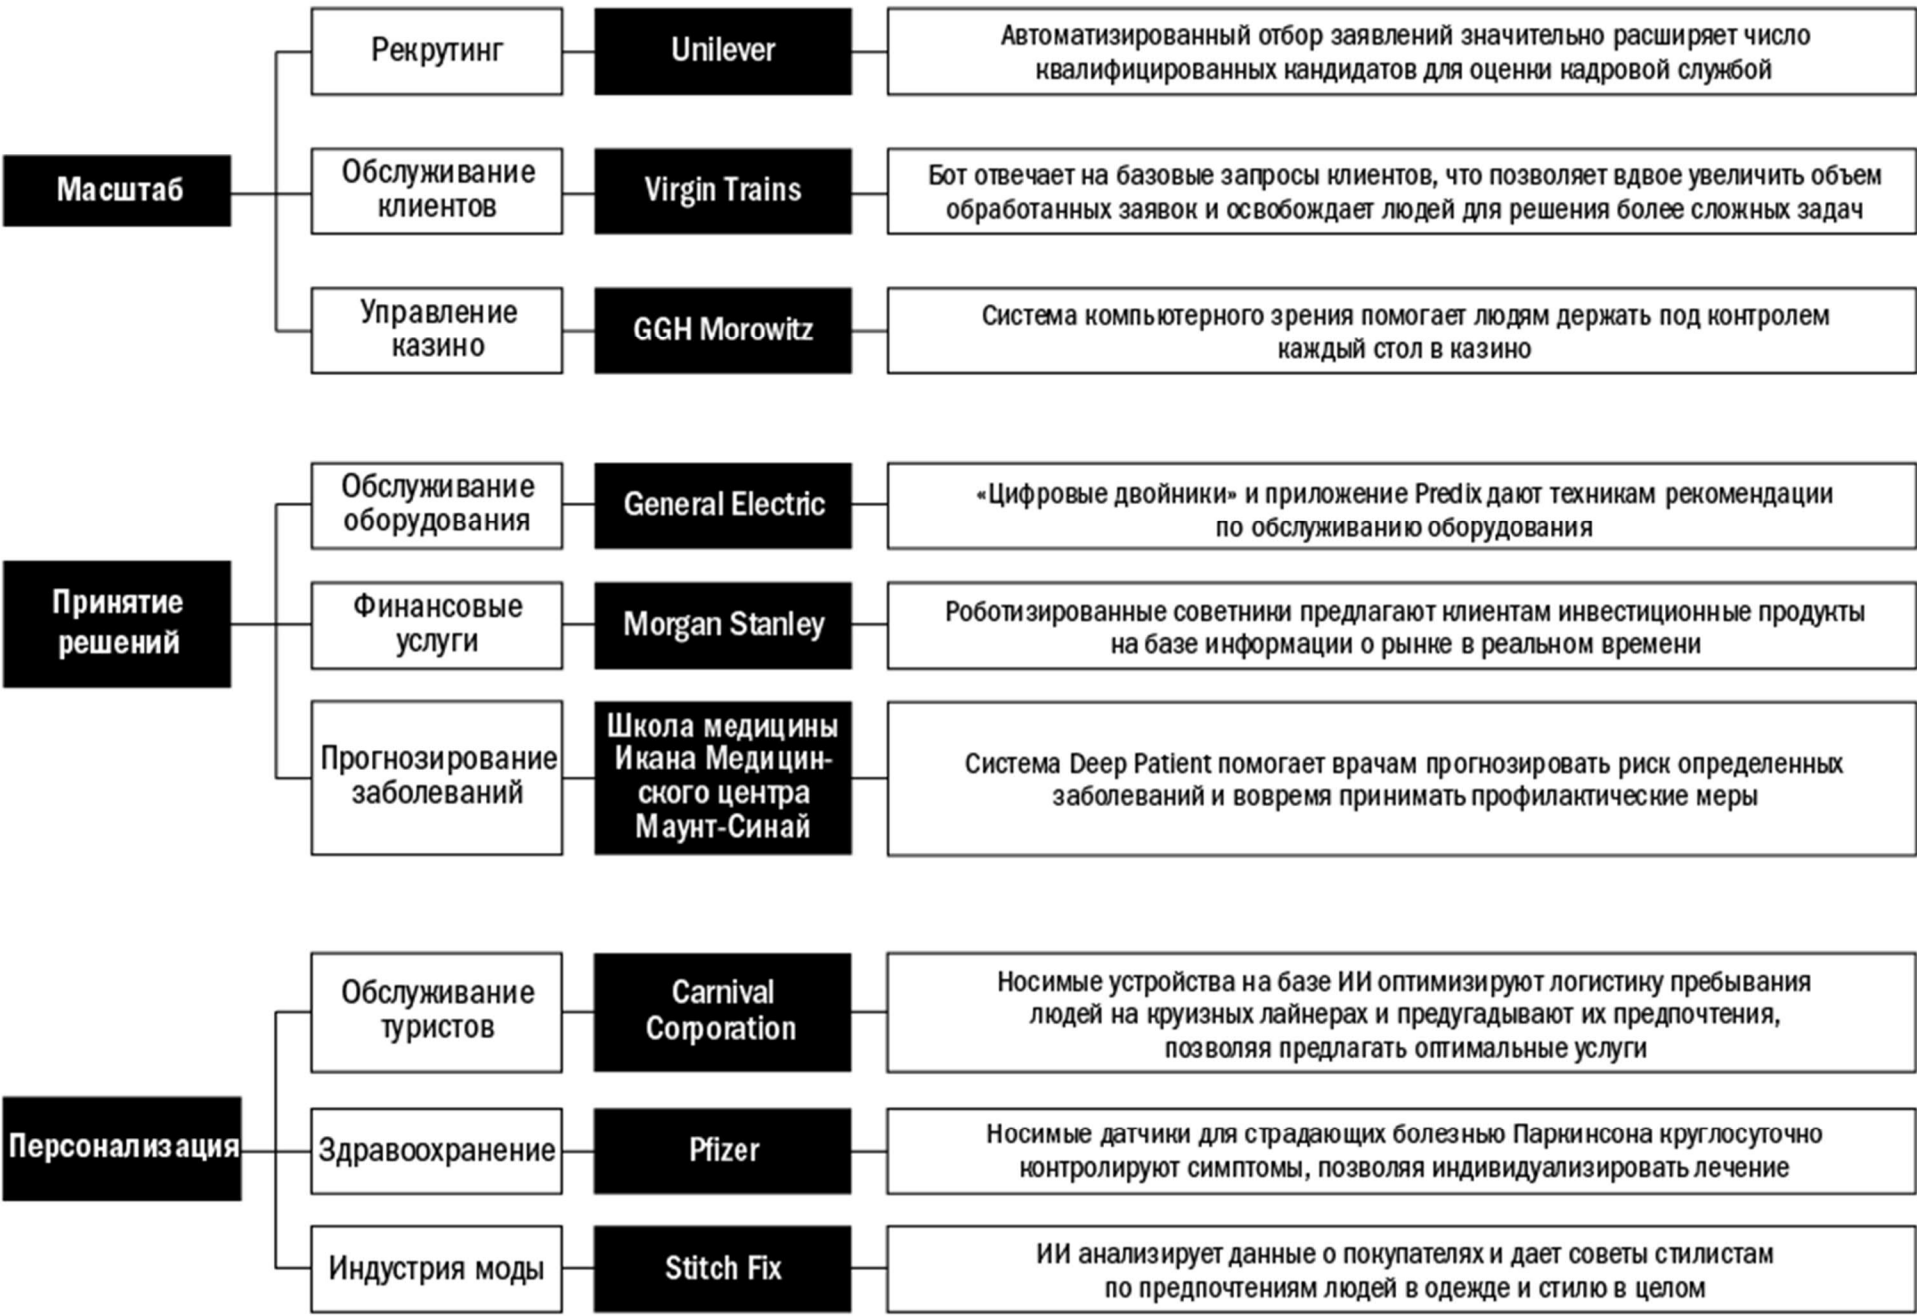 Рекрутинг
Unilever
Автоматизированный отбор заявлений значительно расширяет число
квалифицированных кандидатов для оценки кадровой службой
Масштаб
Обслуживание
клиентов
Virgin Trains
Бот отвечает на базовые запросы клиентов, что позволяет вдвое увеличить объем
обработанных заявок и освобождает людей для решения более сложных задач
Управление
казино
GGH Morowitz
Система компьютерного зрения помогает людям держать под контролем
каждый стол в казино
Обслуживание
оборудования
General Electric
«Цифровые двойники» и приложение Predix дают техникам рекомендации
по обслуживанию оборудования
Принятие
решений
Финансовые
услуги
Morgan Stanley
Роботизированные советники предлагают клиентам инвестиционные продукты
на базе информации о рынке в реальном времени
Прогнозирование
заболеваний
Школа медицины
Икана Медицин-
ского центра
Маунт-Синай
Система Deep Patient помогает врачам прогнозировать риск определенных
заболеваний и вовремя принимать профилактические меры
Обслуживание
туристов
Carnival
Corporation
Носимые устройства на базе ИИ оптимизируют логистику пребывания
людей на круизных лайнерах и предугадывают их предпочтения,
позволяя предлагать оптимальные услуги
Персонализация
Здравоохранение
Pfizer
Носимые датчики для страдающих болезнью Паркинсона круглосуточно
контролируют симптомы, позволяя индивидуализировать лечение
Индустрия моды
Stitch Fix
ИИ анализирует данные о покупателях и дает советы стилистам
по предпочтениям людей в одежде и стилю в целом